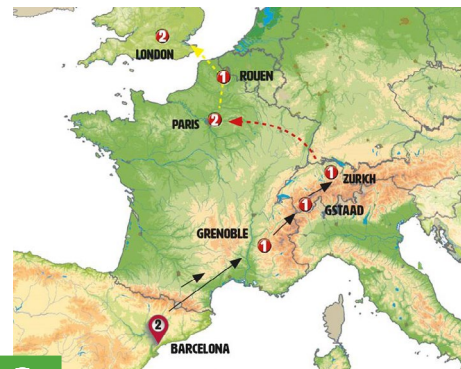 2
LONDON
1
ROUEN
PARIS
2
1
ZURICH
1
GSTAAD
GRENOBLE
1
2
BARCELONA